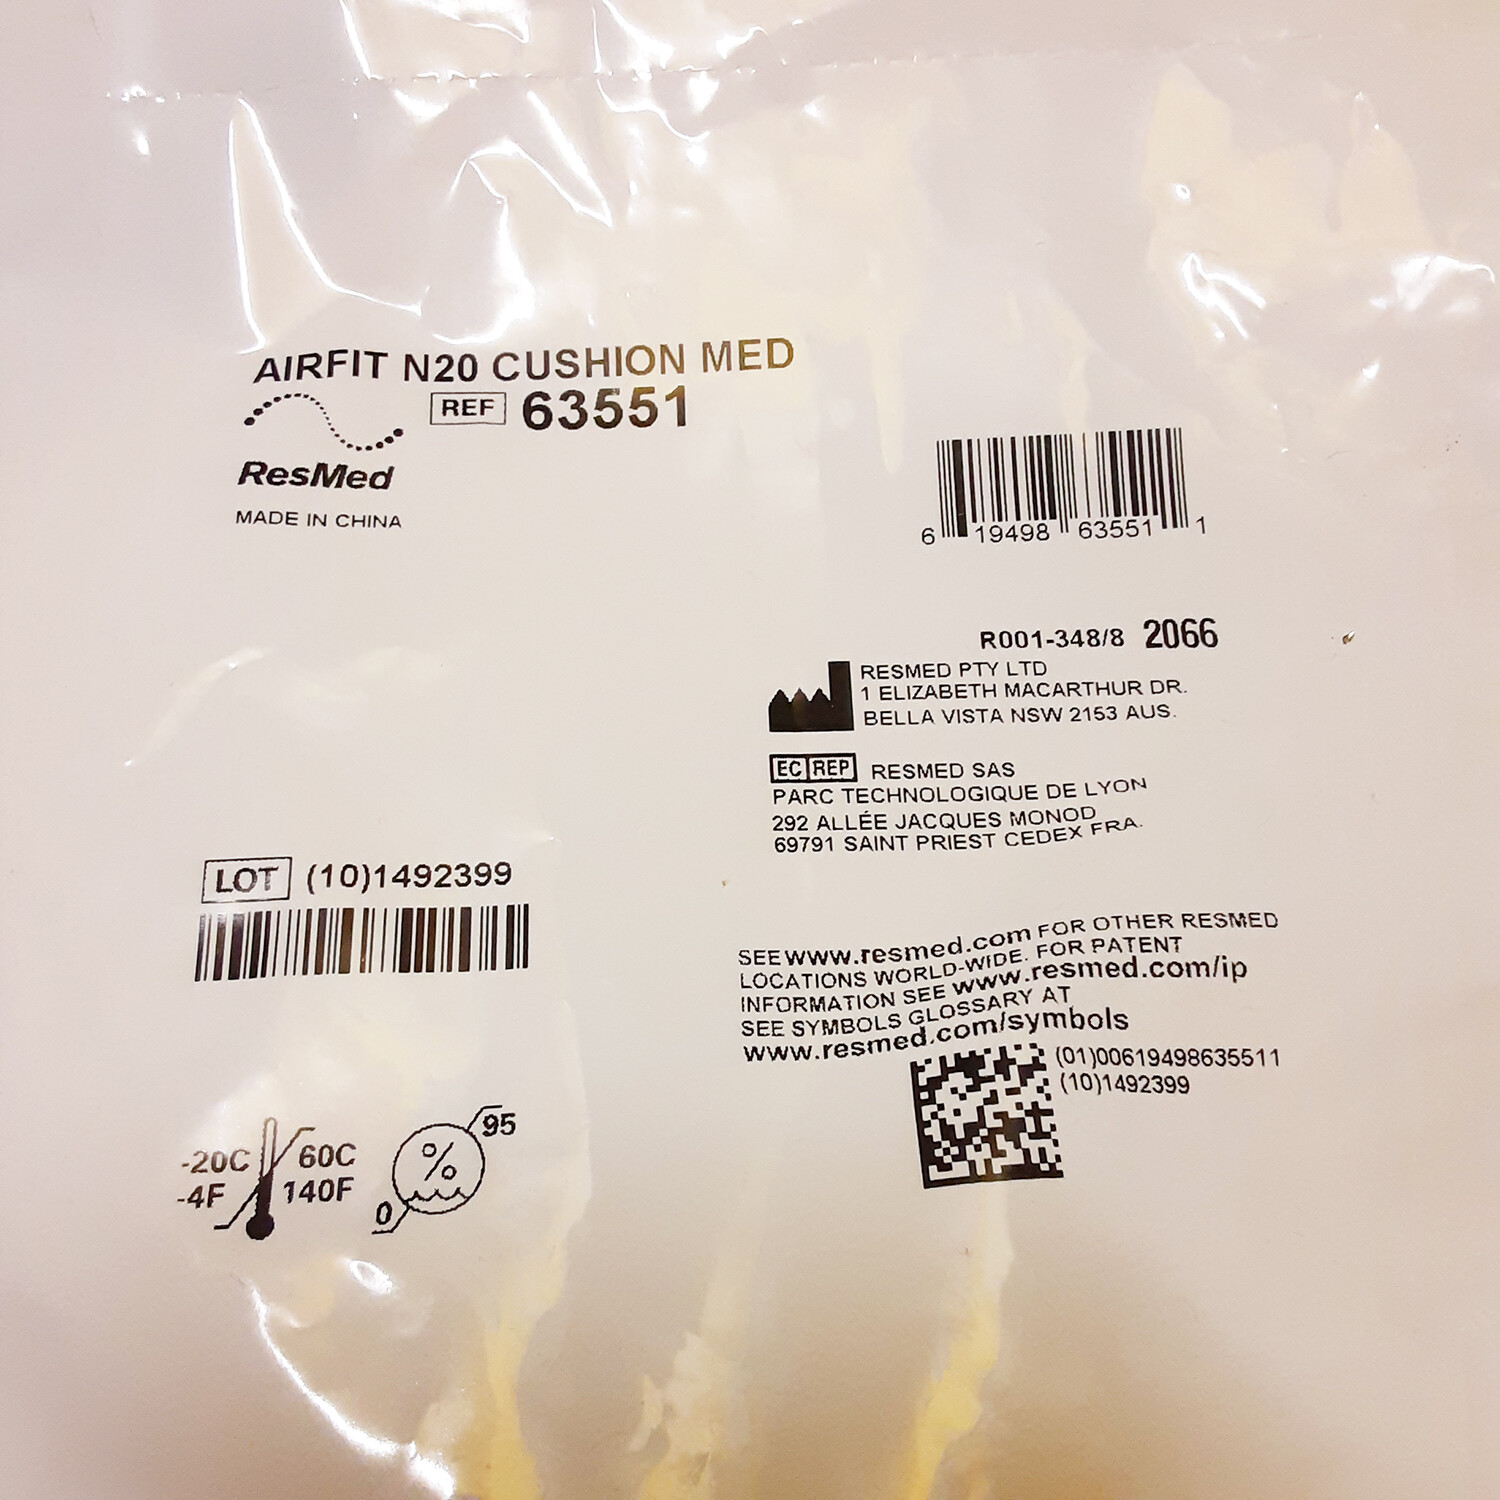 AIRFIT N20 CUSHION MED
REF 63551
ResMed
MADE IN CHINA
6 19498 63551 1
R001-348/8 2066
RESMED PTY LTD
1 ELIZABETH MACARTHUR DR.
BELLA VISTA NSW 2153 AUS.
EC REP RESMED SAS
PARC TECHNOLOGIQUE DE LYON
292 ALLÉE JACQUES MONOD
69791 SAINT PRIEST CEDEX FRA.
LOT (10)1492399
SEE www.resmed.com FOR OTHER RESMED
LOCATIONS WORLD-WIDE. FOR PATENT
INFORMATION SEE www.resmed.com/ip
SEE SYMBOLS GLOSSARY AT
www.resmed.com/symbols
(01)00619498635511
(10)1492399
-20C 60C
-4F 140F
% 95
0